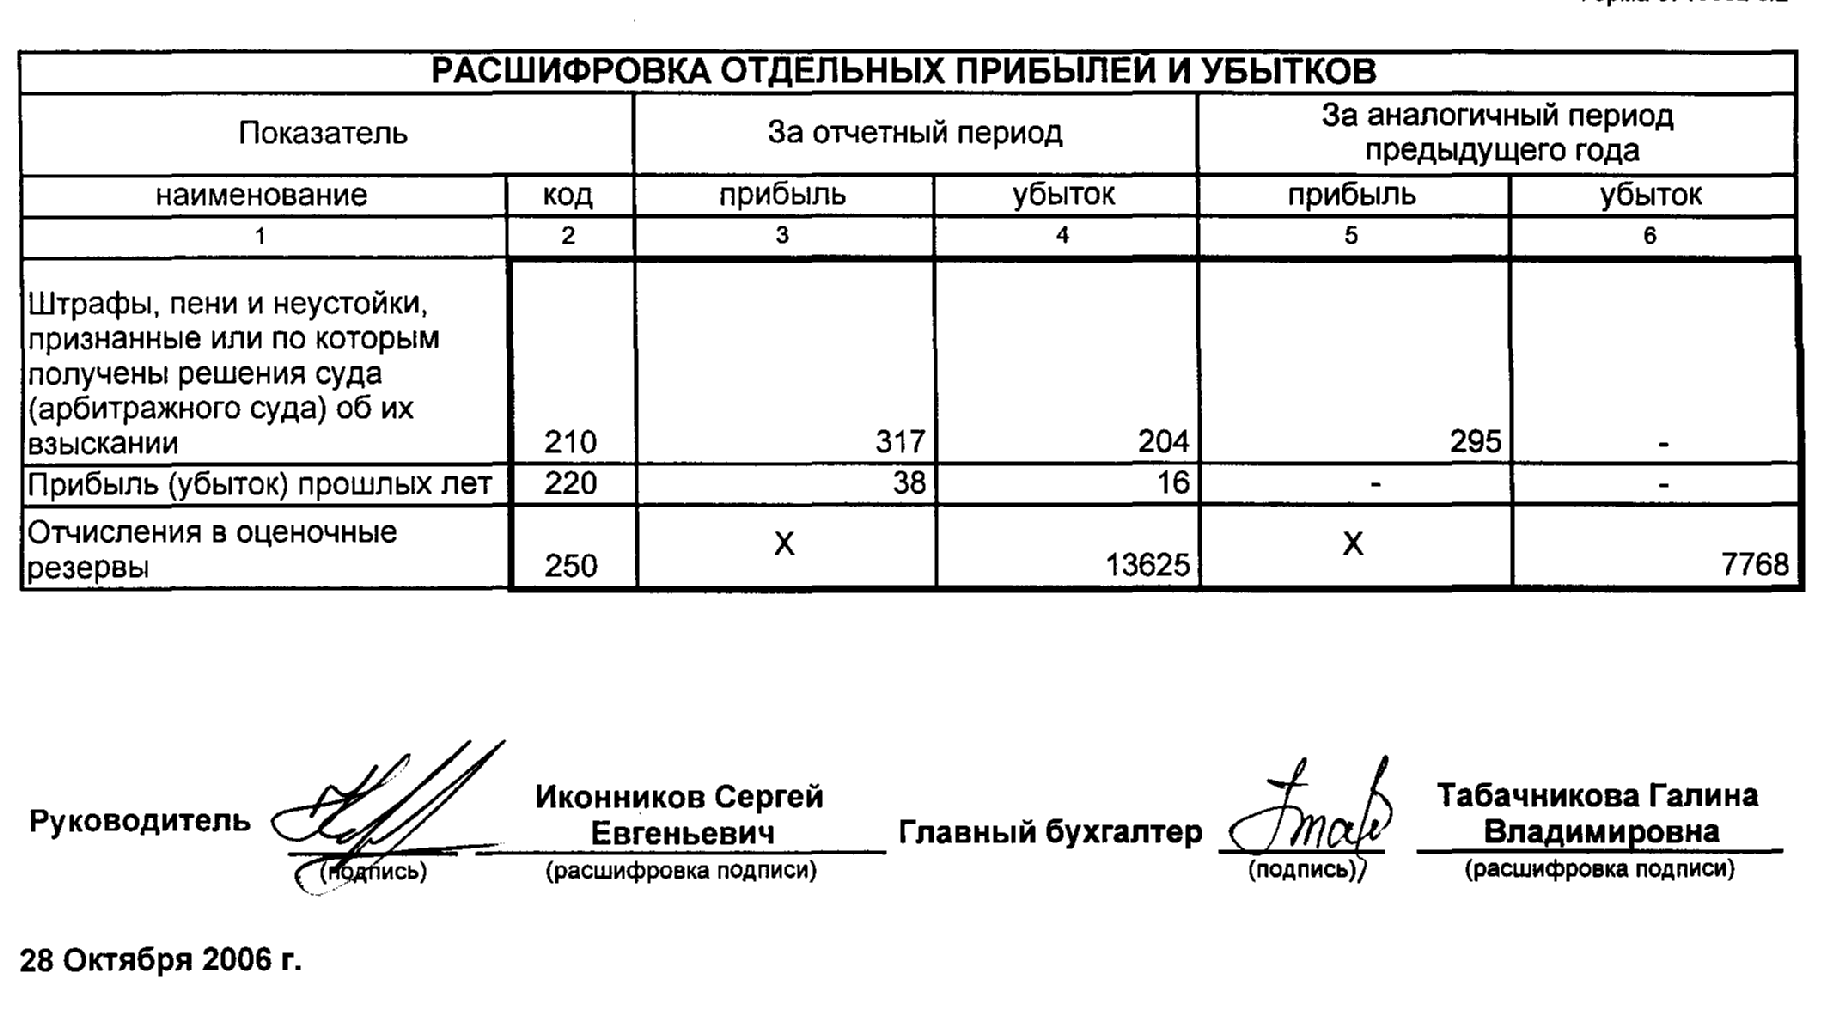 РАСШИФРОВКА ОТДЕЛЬНЫХ ПРИБЫЛЕЙ И УБЫТКОВ
Показатель За отчетный период За аналогичный период
предыдущего года
наименование код прибыль убыток прибыль убыток
1 2 3 4 5 6
Штрафы, пени и неустойки,
признанные или по которым
получены решения суда
(арбитражного суда) об их
взыскании 210 317 204 295 -
Прибыль (убыток) прошлых лет 220 38 16 - -
Отчисления в оценочные
резервы 250 X 13625 X 7768
Руководитель Иконников Сергей
Евгеньевич Главный бухгалтер Табачникова Галина
Владимировна
(подпись) (расшифровка подписи) (подпись) (расшифровка подписи)
28 Октября 2006 г.